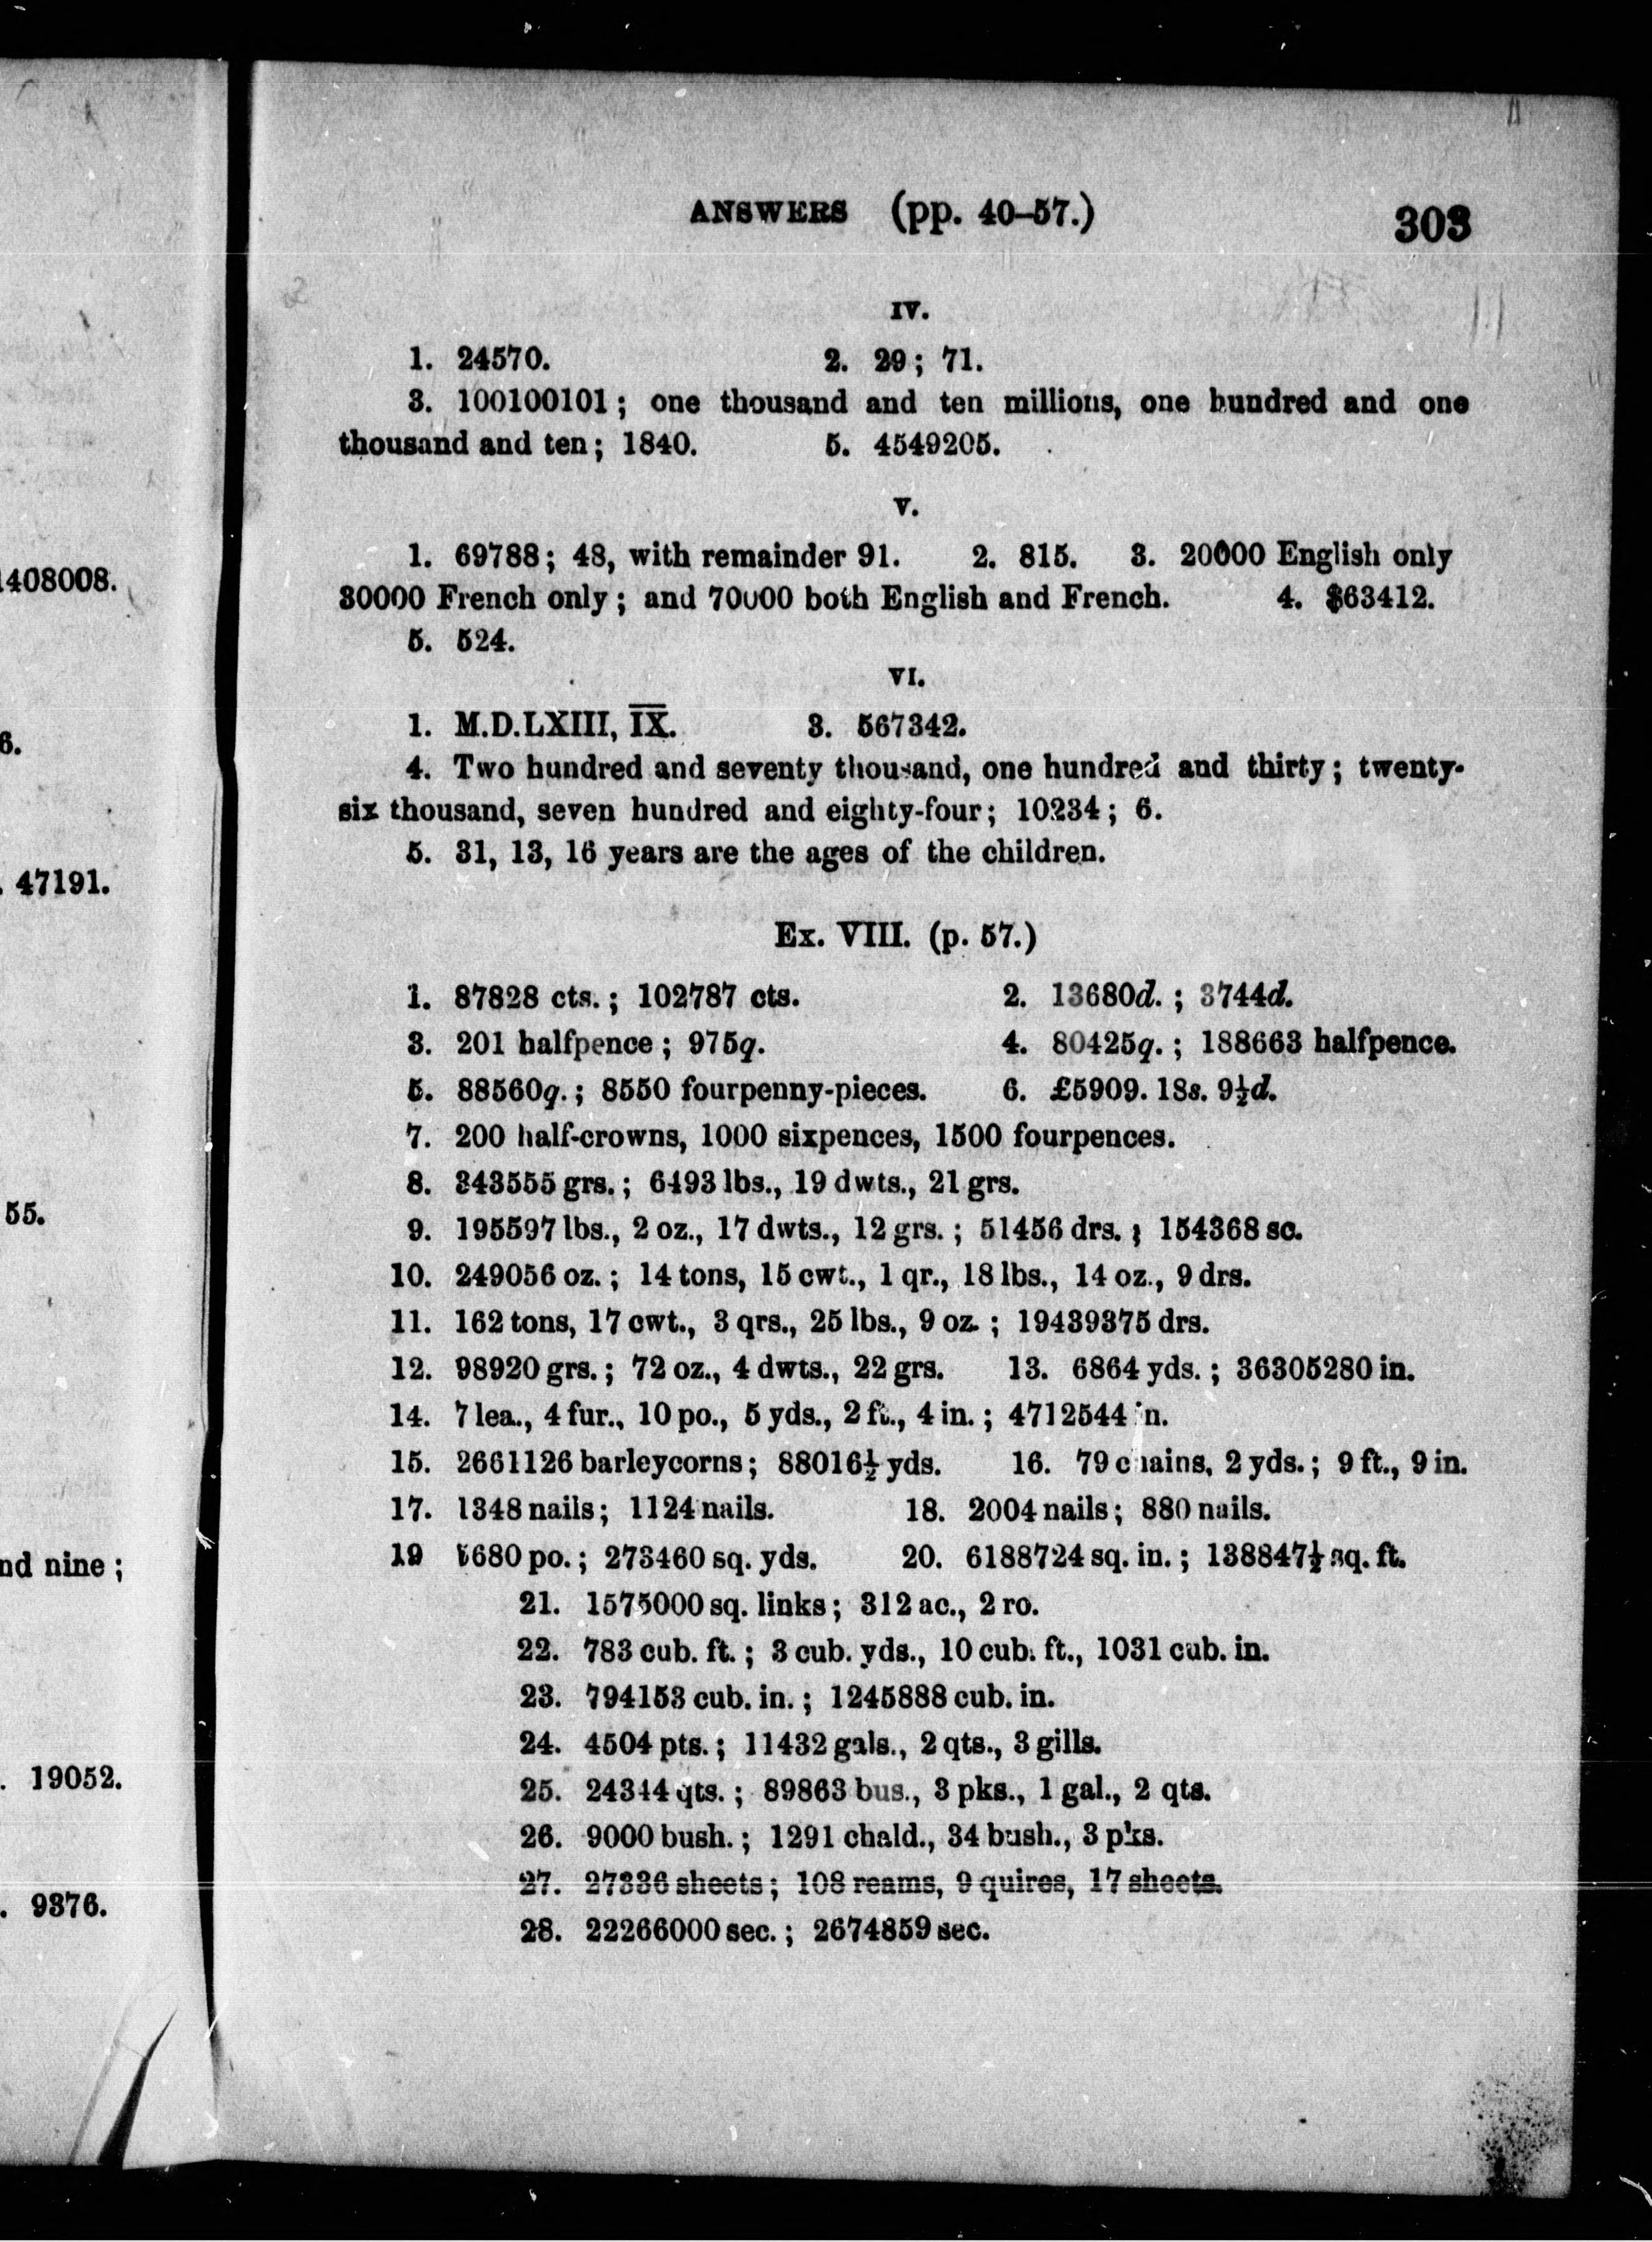 ANSWERS (pp. 40–57.) 303
IV.
1. 24570. 2. 29; 71.
3. 100100101; one thousand and ten millions, one hundred and one
thousand and ten; 1840. 5. 4549205.
V.
1. 69788; 48, with remainder 91. 2. 815. 3. 20000 English only
30000 French only; and 70000 both English and French. 4. $63412.
5. 524.
VI.
1. M.D.LXIII, I̅X̅. 3. 567342.
4. Two hundred and seventy thousand, one hundred and thirty; twenty-
six thousand, seven hundred and eighty-four; 10234; 6.
5. 31, 13, 16 years are the ages of the children.
Ex. VIII. (p. 57.)
1. 87828 cts.; 102787 cts. 2. 13680d.; 3744d.
3. 201 halfpence; 975q. 4. 80425q.; 188663 halfpence.
5. 88560q.; 8550 fourpenny-pieces. 6. £5909. 18s. 9½d.
7. 200 half-crowns, 1000 sixpences, 1500 fourpences.
8. 343555 grs.; 6493 lbs., 19 dwts., 21 grs.
9. 195597 lbs., 2 oz., 17 dwts., 12 grs.; 51456 drs.; 154368 sc.
10. 249056 oz.; 14 tons, 15 cwt., 1 qr., 18 lbs., 14 oz., 9 drs.
11. 162 tons, 17 cwt., 3 qrs., 25 lbs., 9 oz.; 19439375 drs.
12. 98920 grs.; 72 oz., 4 dwts., 22 grs. 13. 6864 yds.; 36305280 in.
14. 7 lea., 4 fur., 10 po., 5 yds., 2 ft., 4 in.; 4712544 in.
15. 2661126 barleycorns; 88016½ yds. 16. 79 chains, 2 yds.; 9 ft., 9 in.
17. 1348 nails; 1124 nails. 18. 2004 nails; 880 nails.
19 po.; 273460 sq. yds. 20. 6188724 sq. in.; 138847½ sq. ft.
21. 1575000 sq. links; 312 ac., 2 ro.
22. 783 cub. ft.; 3 cub. yds., 10 cub. ft., 1031 cub. in.
23. 794153 cub. in.; 1245888 cub. in.
24. 4504 pts.; 11432 gals., 2 qts., 3 gills.
25. 24344 qts.; 89863 bus., 3 pks., 1 gal., 2 qts.
26. 9000 bush.; 1291 chald., 34 bush., 3 pks.
27. 27336 sheets; 108 reams, 9 quires, 17 sheets.
28. 22266000 sec.; 2674859 sec.
408008.
6.
47191.
55.
nd nine;
19052.
9376.